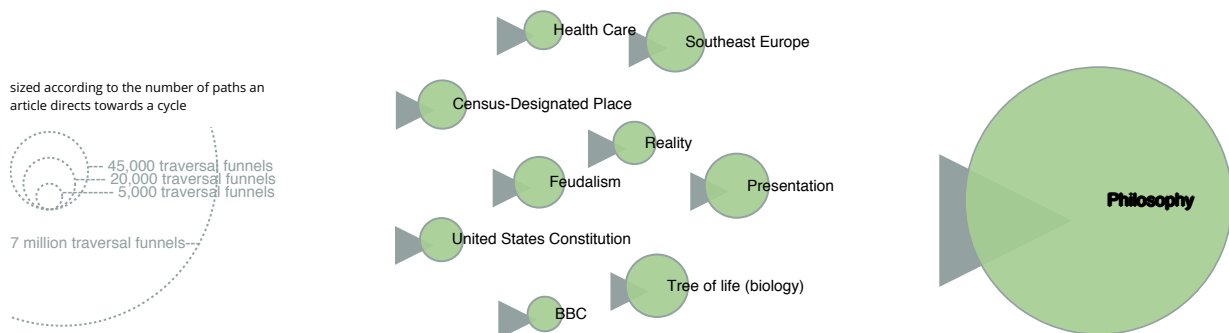 sized according to the number of paths an
article directs towards a cycle
45,000 traversal funnels
20,000 traversal funnels
5,000 traversal funnels
7 million traversal funnels
Health Care
Southeast Europe
Census-Designated Place
Reality
Feudalism
Presentation
United States Constitution
Tree of life (biology)
BBC
Philosophy